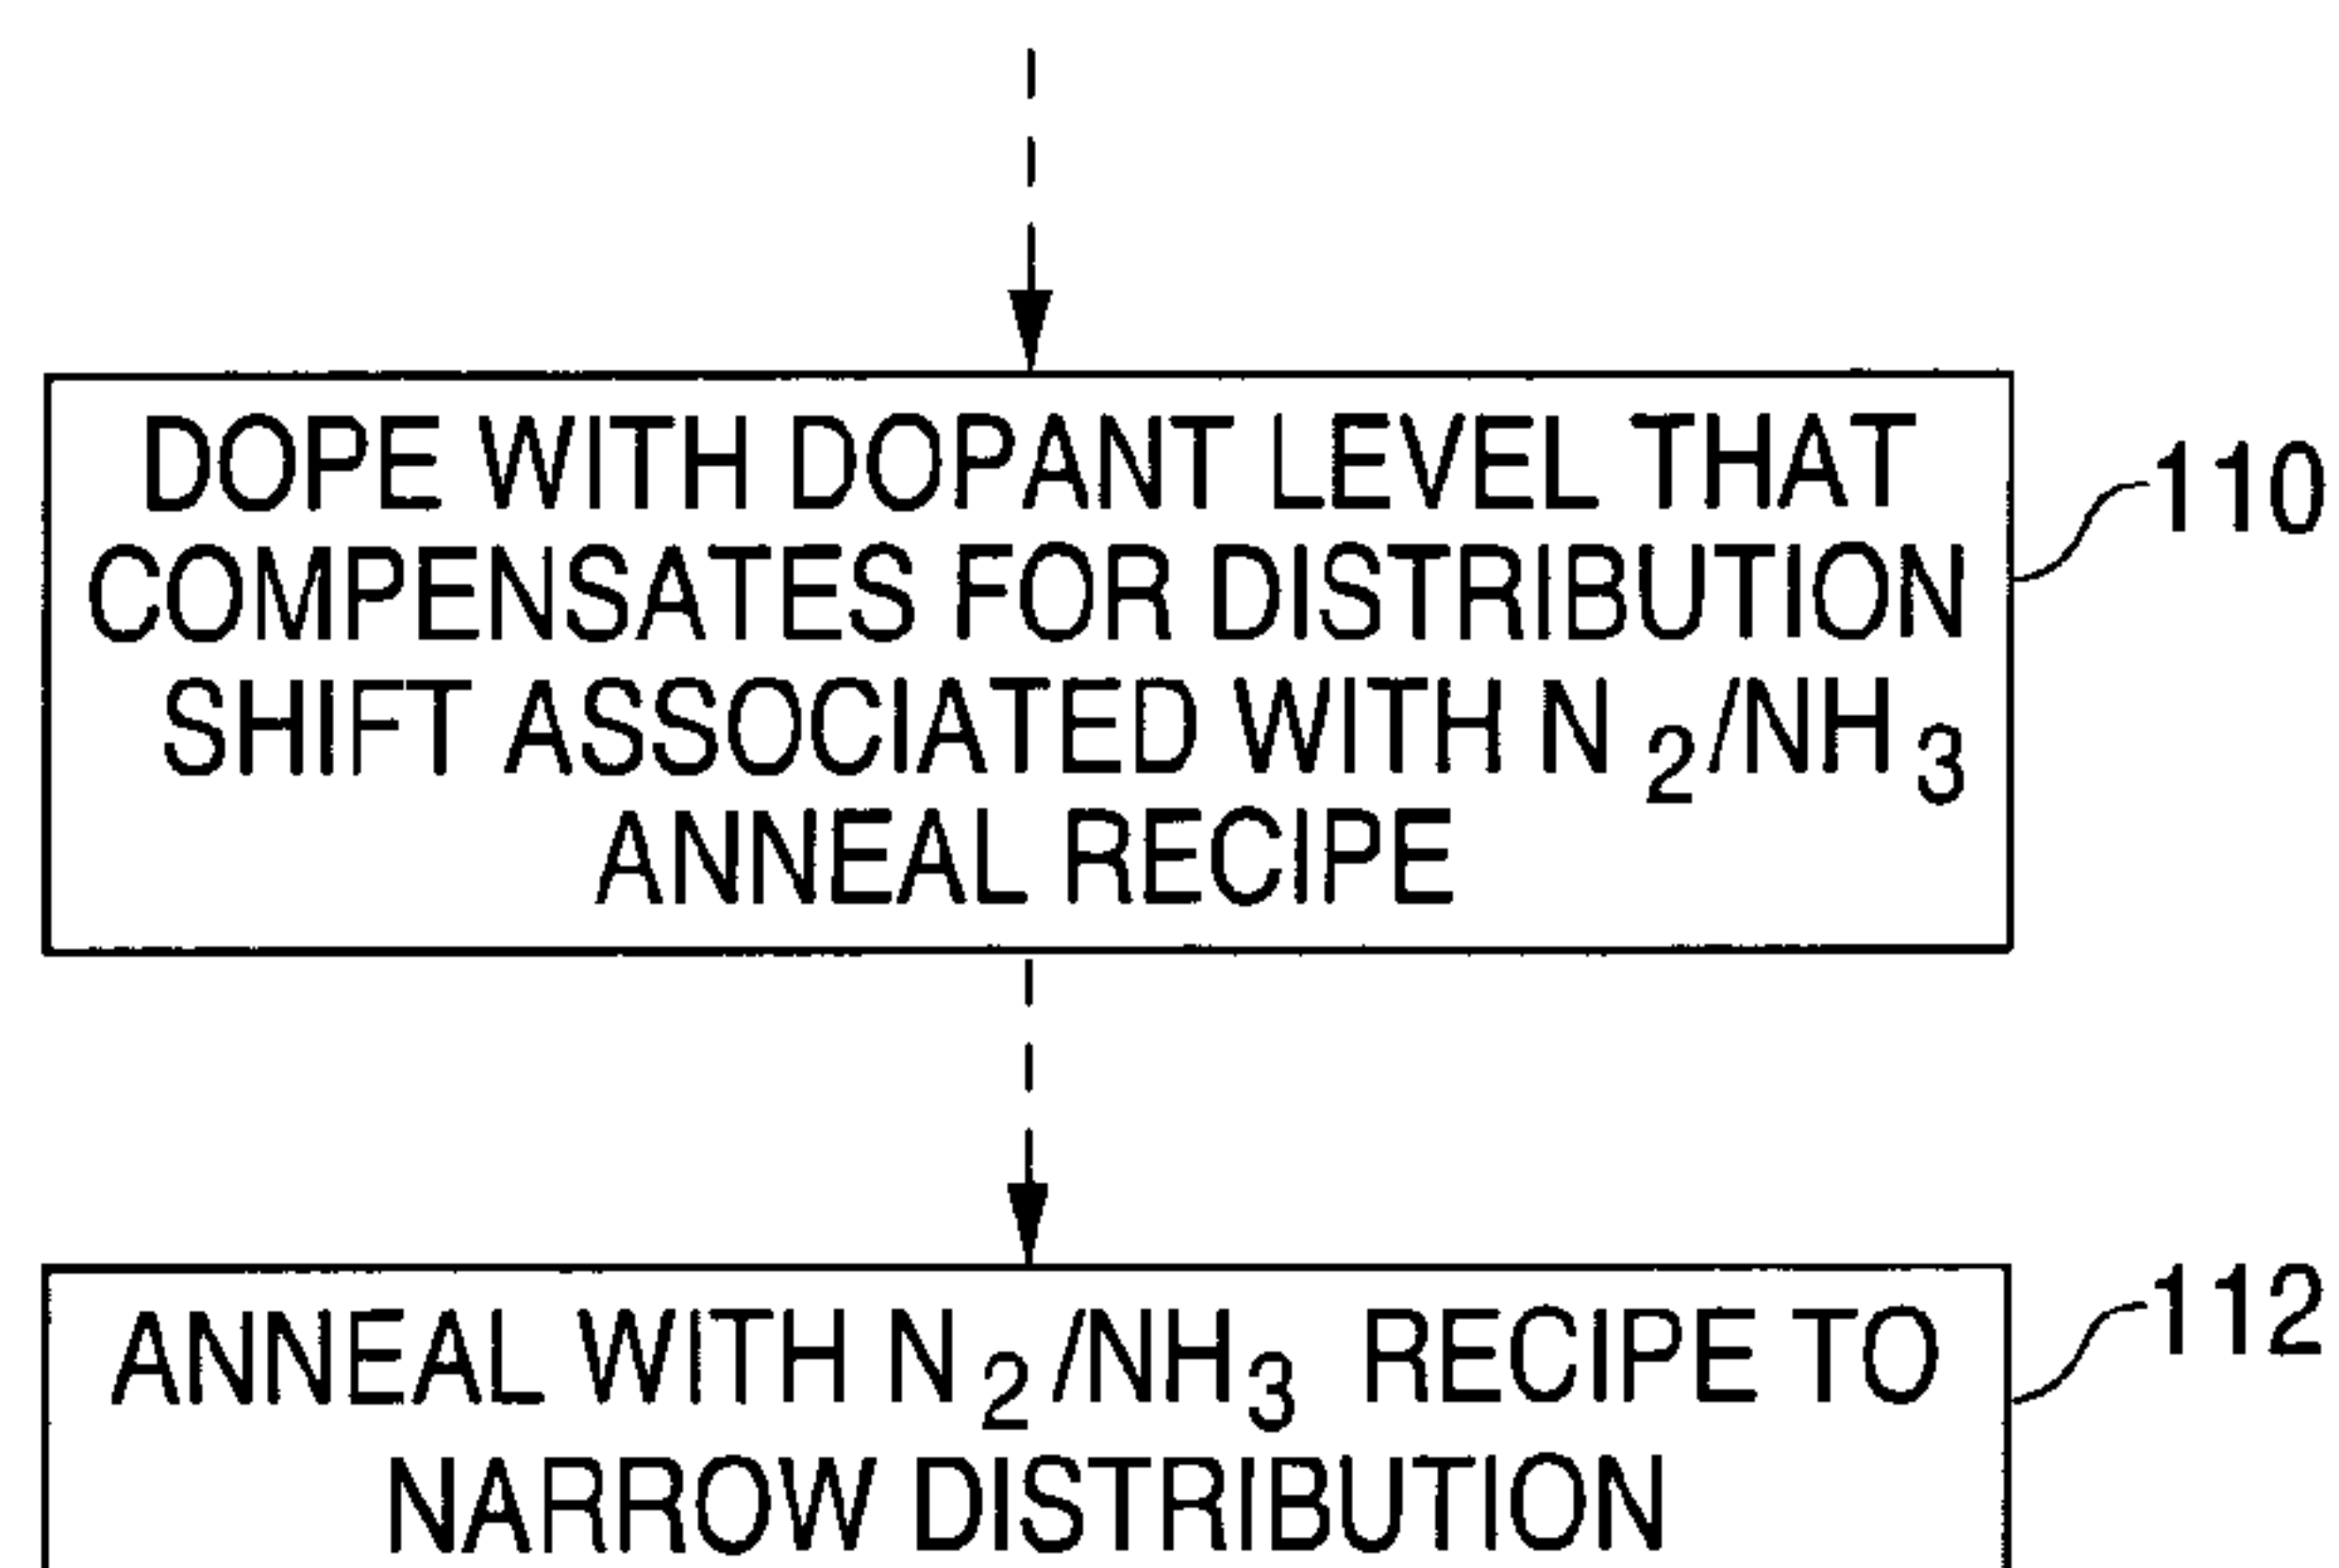 DOPE WITH DOPANT LEVEL THAT
110
COMPENSATES FOR DISTRIBUTION
SHIFT ASSOCIATED WITH N₂/NH₃
ANNEAL RECIPE
ANNEAL WITH N₂/NH₃ RECIPE TO
112
NARROW DISTRIBUTION